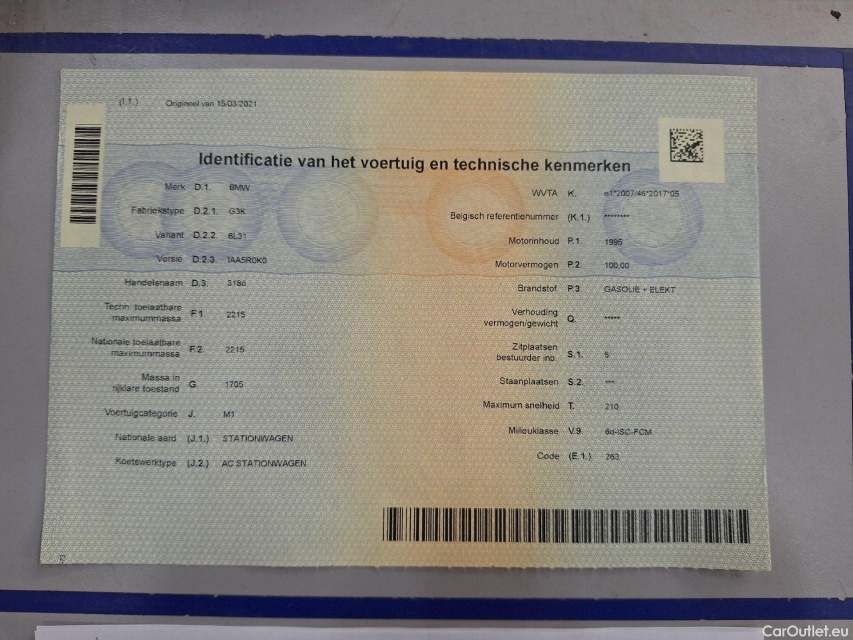 (I.1.) Origineel van 15/03/2021
Identificatie van het voertuig en technische kenmerken
Merk D.1. BMW
Fabriekstype D.2.1. G3K
Variant D.2.2. 6L31
Versie D.2.3. IAA5R0K0
Handelsnaam D.3. 318d
Techn. toelaatbare
maximummassa F.1. 2215
Nationale toelaatbare
maximummassa F.2. 2215
Massa in
rijklare toestand G. 1705
Voertuigcategorie J. M1
Nationale aard (J.1.) STATIONWAGEN
Koetswerktype (J.2.) AC STATIONWAGEN
WVTA K. e1*2007/46*2017*05
Belgisch referentienummer (K.1.) ********
Motorinhoud P.1. 1995
Motorvermogen P.2. 100,00
Brandstof P.3. GASOLIE + ELEKT
Verhouding
vermogen/gewicht Q. *****
Zitplaatsen
bestuurder inb. S.1. 5
Staanplaatsen S.2. ***
Maximum snelheid T. 210
Milieuklasse V.9. 6d-ISC-FCM
Code (E.1.) 263
CarOutlet.eu